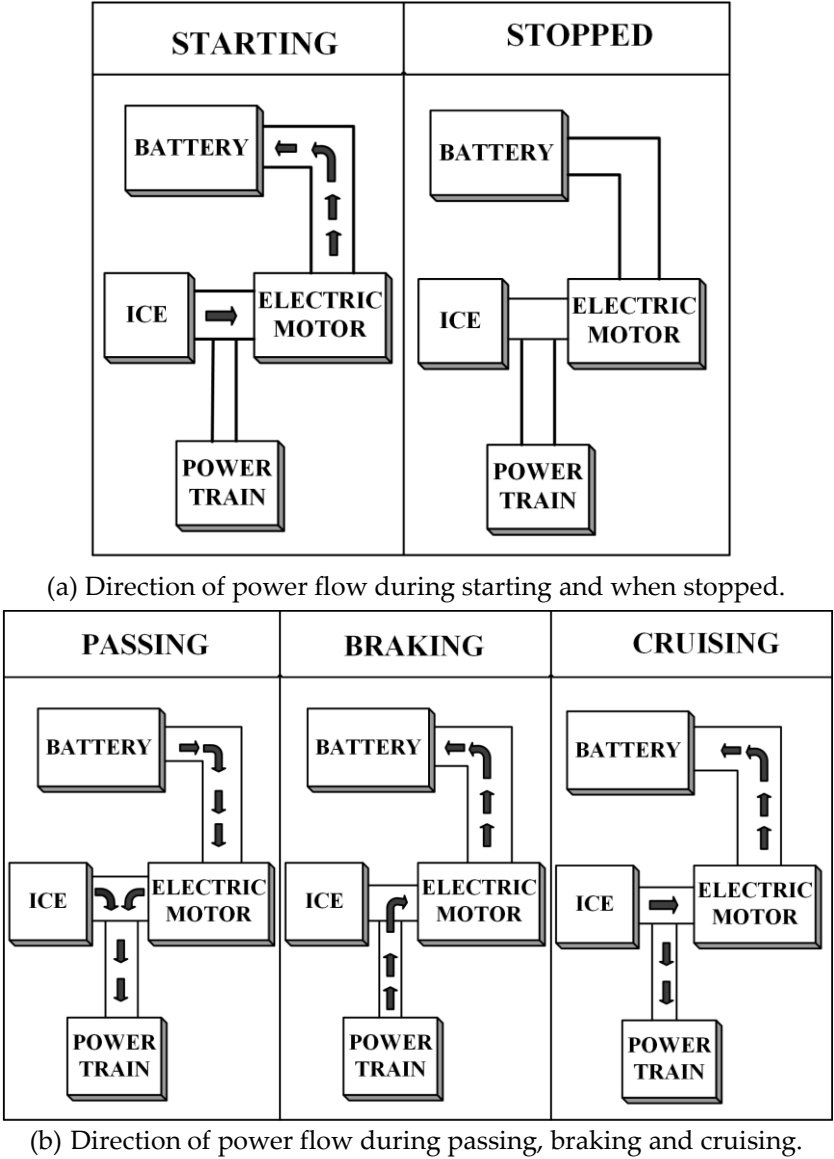 STARTING
STOPPED
BATTERY
BATTERY
ICE
ELECTRIC
MOTOR
ICE
ELECTRIC
MOTOR
POWER
TRAIN
POWER
TRAIN
(a) Direction of power flow during starting and when stopped.
PASSING
BRAKING
CRUISING
BATTERY
BATTERY
BATTERY
ICE
ELECTRIC
MOTOR
ICE
ELECTRIC
MOTOR
ICE
ELECTRIC
MOTOR
POWER
TRAIN
POWER
TRAIN
POWER
TRAIN
(b) Direction of power flow during passing, braking and cruising.